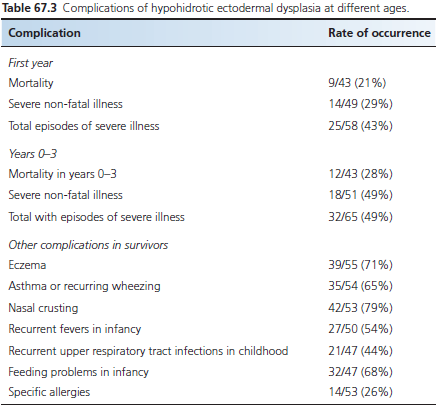 Table 67.3 Complications of hypohidrotic ectodermal dysplasia at different ages.
Complication Rate of occurrence
First year
Mortality 9/43 (21%)
Severe non-fatal illness 14/49 (29%)
Total episodes of severe illness 25/58 (43%)
Years 0–3
Mortality in years 0–3 12/43 (28%)
Severe non-fatal illness 18/51 (49%)
Total with episodes of severe illness 32/65 (49%)
Other complications in survivors
Eczema 39/55 (71%)
Asthma or recurring wheezing 35/54 (65%)
Nasal crusting 42/53 (79%)
Recurrent fevers in infancy 27/50 (54%)
Recurrent upper respiratory tract infections in childhood 21/47 (44%)
Feeding problems in infancy 32/47 (68%)
Specific allergies 14/53 (26%)